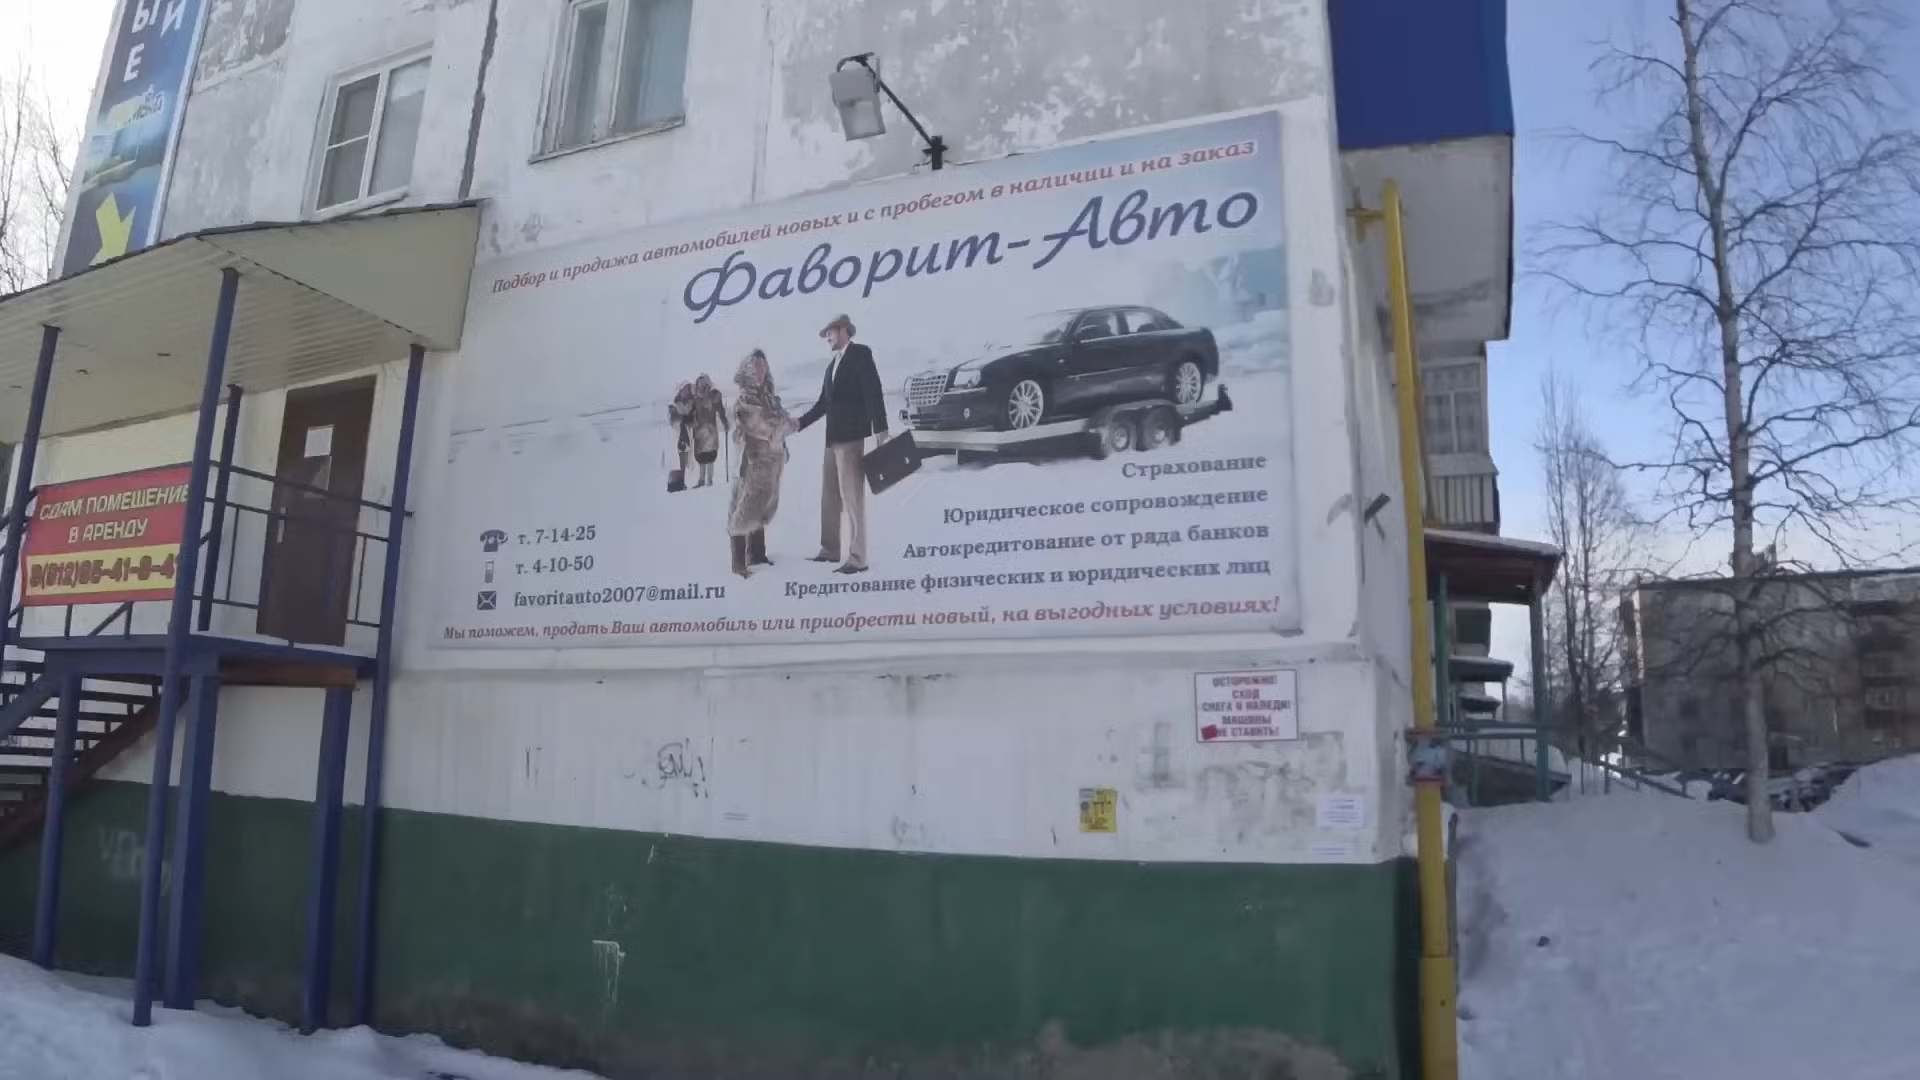 ЫЙ
Е
Подбор и продажа автомобилей новых и с пробегом в наличии и на заказ
Фаворит-Авто
Страхование
Юридическое сопровождение
Автокредитование от ряда банков
Кредитование физических и юридических лиц
т. 7-14-25
т. 4-10-50
favoritauto2007@mail.ru
Мы поможем, продать Ваш автомобиль или приобрести новый, на выгодных условиях!
СДАМ ПОМЕЩЕНИЕ
В АРЕНДУ
ОСТОРОЖНО!
СХОД
СНЕГА И НАЛЕДИ!
МАШИНЫ
НЕ СТАВИТЬ!